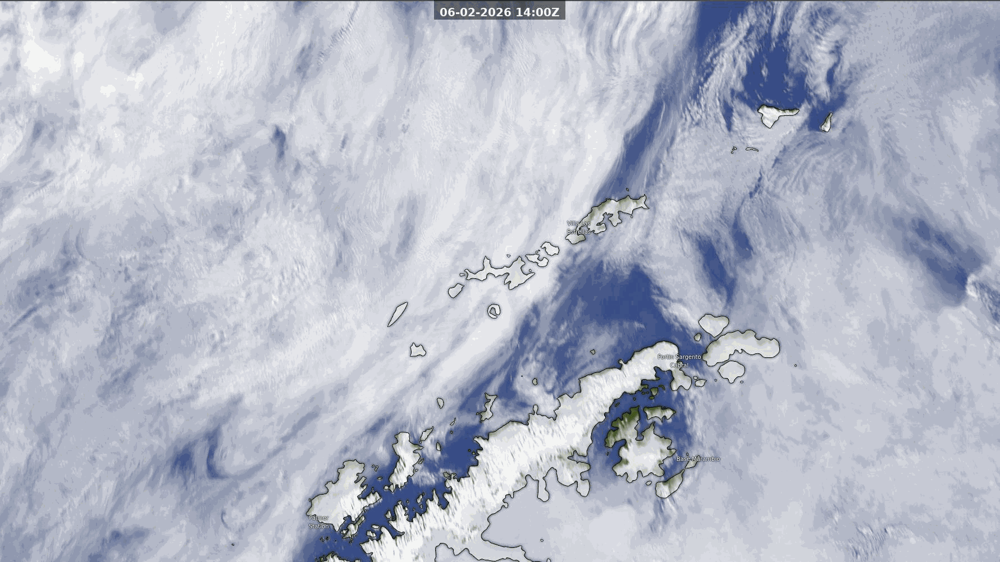 06-02-2026 14:00Z
Villa Las
Estrellas
Fortín Sargento
Cabral
Base Marambio
Palmer
Station